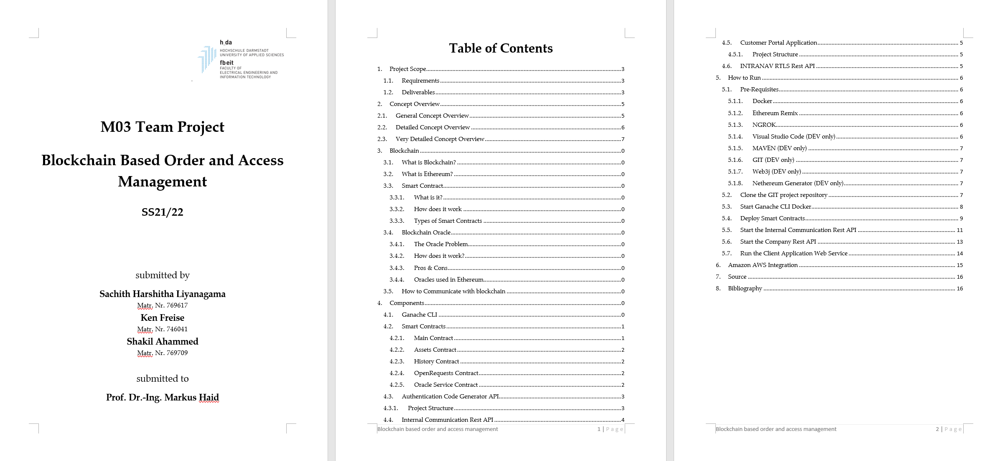 h_da
HOCHSCHULE DARMSTADT
UNIVERSITY OF APPLIED SCIENCES
fbeit
FACULTY OF
ELECTRICAL ENGINEERING AND
INFORMATION TECHNOLOGY
.
M03 Team Project
Blockchain Based Order and Access
Management
SS21/22
submitted by
Sachith Harshitha Liyanagama
Matr. Nr. 769617
Ken Freise
Matr. Nr. 746041
Shakil Ahammed
Matr. Nr. 769709
submitted to
Prof. Dr.-Ing. Markus Haid
Table of Contents
1. Project Scope 3
1.1. Requirements 3
1.2. Deliverables 3
2. Concept Overview 5
2.1. General Concept Overview 5
2.2. Detailed Concept Overview 6
2.3. Very Detailed Concept Overview 7
3. Blockchain 0
3.1. What is Blockchain? 0
3.2. What is Ethereum? 0
3.3. Smart Contract 0
3.3.1. What is it? 0
3.3.2. How does it work 0
3.3.3. Types of Smart Contracts 0
3.4. Blockchain Oracle 0
3.4.1. The Oracle Problem 0
3.4.2. How does it work? 0
3.4.3. Pros & Cons 0
3.4.4. Oracles used in Ethereum 0
3.5. How to Communicate with blockchain 0
4. Components 0
4.1. Ganache CLI 0
4.2. Smart Contracts 1
4.2.1. Main Contract 1
4.2.2. Assets Contract 2
4.2.3. History Contract 2
4.2.4. OpenRequests Contract 2
4.2.5. Oracle Service Contract 2
4.3. Authentication Code Generator API 3
4.3.1. Project Structure 3
4.4. Internal Communication Rest API 4
Blockchain based order and access management 1 | Page
4.5. Customer Portal Application 5
4.5.1. Project Structure 5
4.6. INTRANAV RTLS Rest API 5
5. How to Run 6
5.1. Pre-Requisites 6
5.1.1. Docker 6
5.1.2. Ethereum Remix 6
5.1.3. NGROK 6
5.1.4. Visual Studio Code (DEV only) 6
5.1.5. MAVEN (DEV only) 7
5.1.6. GIT (DEV only) 7
5.1.7. Web3j (DEV only) 7
5.1.8. Nethereum Generator (DEV only) 7
5.2. Clone the GIT project repository 7
5.3. Start Ganache CLI Docker 8
5.4. Deploy Smart Contracts 9
5.5. Start the Internal Communication Rest API 11
5.6. Start the Company Rest API 13
5.7. Run the Client Application Web Service 14
6. Amazon AWS Integration 15
7. Source 16
8. Bibliography 16
Blockchain based order and access management 2 | Page